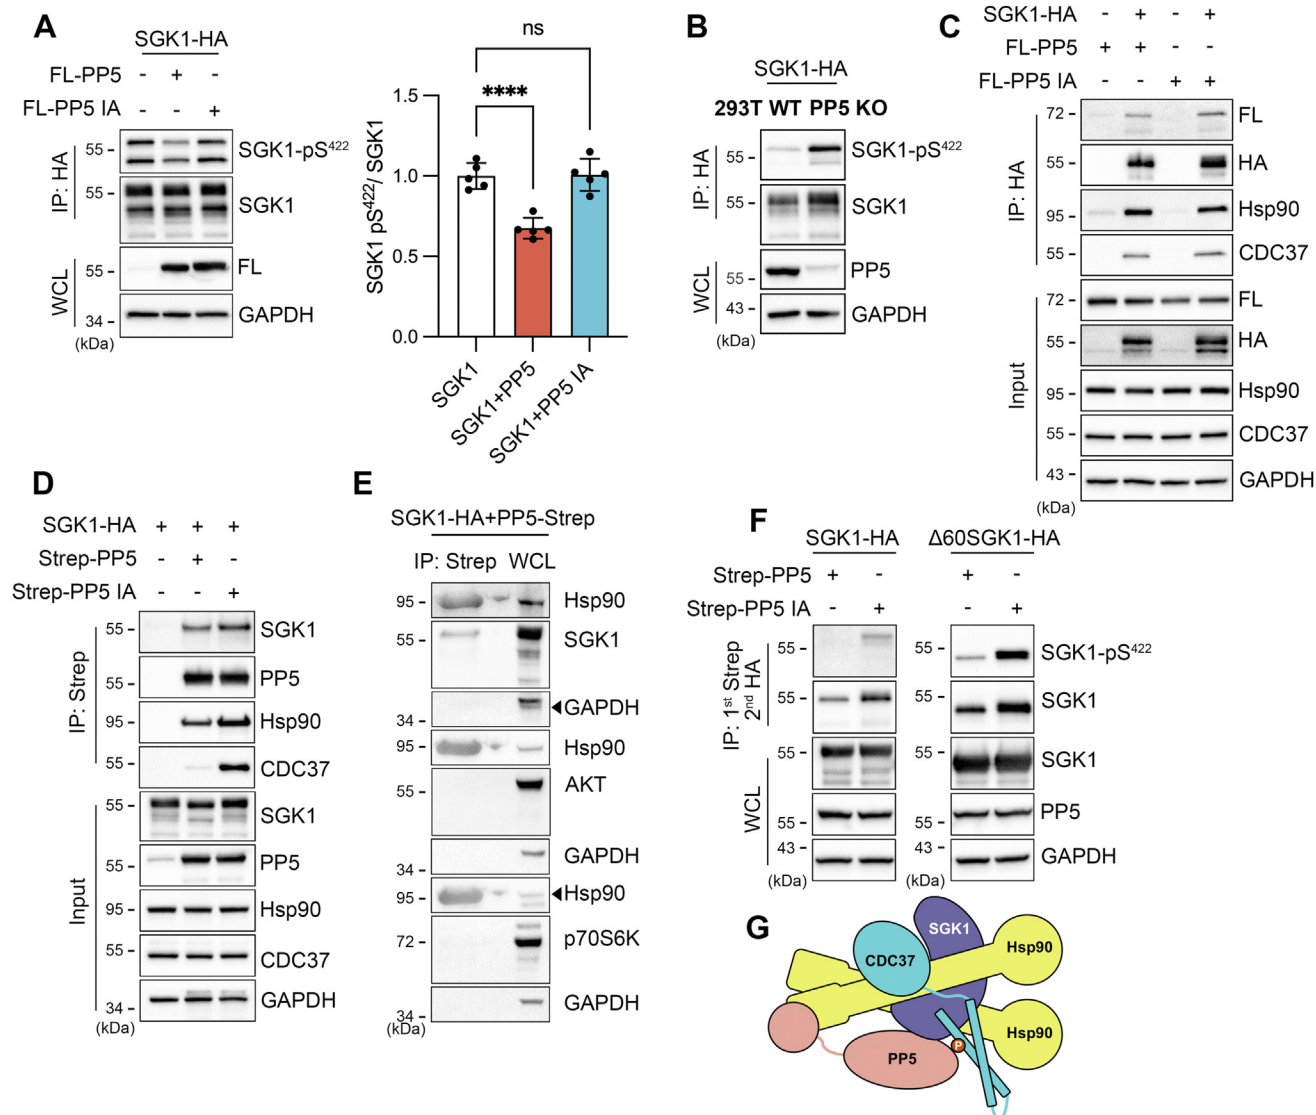 A
SGK1-HA
FL-PP5 - + -
FL-PP5 IA - - +
IP: HA
55 - SGK1-pS422
55 - SGK1
WCL
55 - FL
34 - GAPDH
(kDa)
SGK1 pS422/ SGK1
1.5
1.0
0.5
0.0
ns
****
SGK1
SGK1+PP5
SGK1+PP5 IA
B
SGK1-HA
293T WT PP5 KO
IP: HA
55 - SGK1-pS422
55 - SGK1
WCL
55 - PP5
43 - GAPDH
(kDa)
C
SGK1-HA - + - +
FL-PP5 + + - -
FL-PP5 IA - - + +
IP: HA
72 - FL
55 - HA
95 - Hsp90
55 - CDC37
Input
72 - FL
55 - HA
95 - Hsp90
55 - CDC37
43 - GAPDH
(kDa)
D
SGK1-HA + + +
Strep-PP5 - + -
Strep-PP5 IA - - +
IP: Strep
55 - SGK1
55 - PP5
95 - Hsp90
55 - CDC37
Input
55 - SGK1
55 - PP5
95 - Hsp90
55 - CDC37
34 - GAPDH
(kDa)
E
SGK1-HA+PP5-Strep
IP: Strep WCL
95 - Hsp90
55 - SGK1
34 - GAPDH
95 - Hsp90
55 - AKT
34 - GAPDH
95 - Hsp90
72 - p70S6K
34 - GAPDH
(kDa)
F
SGK1-HA Δ60SGK1-HA
Strep-PP5 + - + -
Strep-PP5 IA - + - +
IP: 1st Strep
2nd HA
55 - 55 - SGK1-pS422
55 - 55 - SGK1
WCL
55 - 55 - SGK1
55 - 55 - PP5
43 - 43 - GAPDH
(kDa) (kDa)
G
SGK1
CDC37
Hsp90
Hsp90
PP5
P